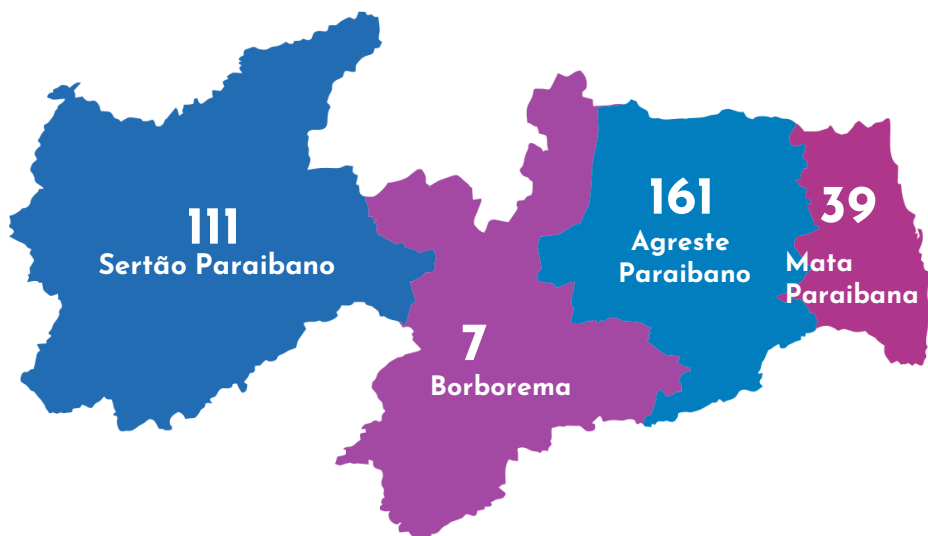 111
Sertão Paraibano
7
Borborema
161
Agreste
Paraibano
39
Mata
Paraibana